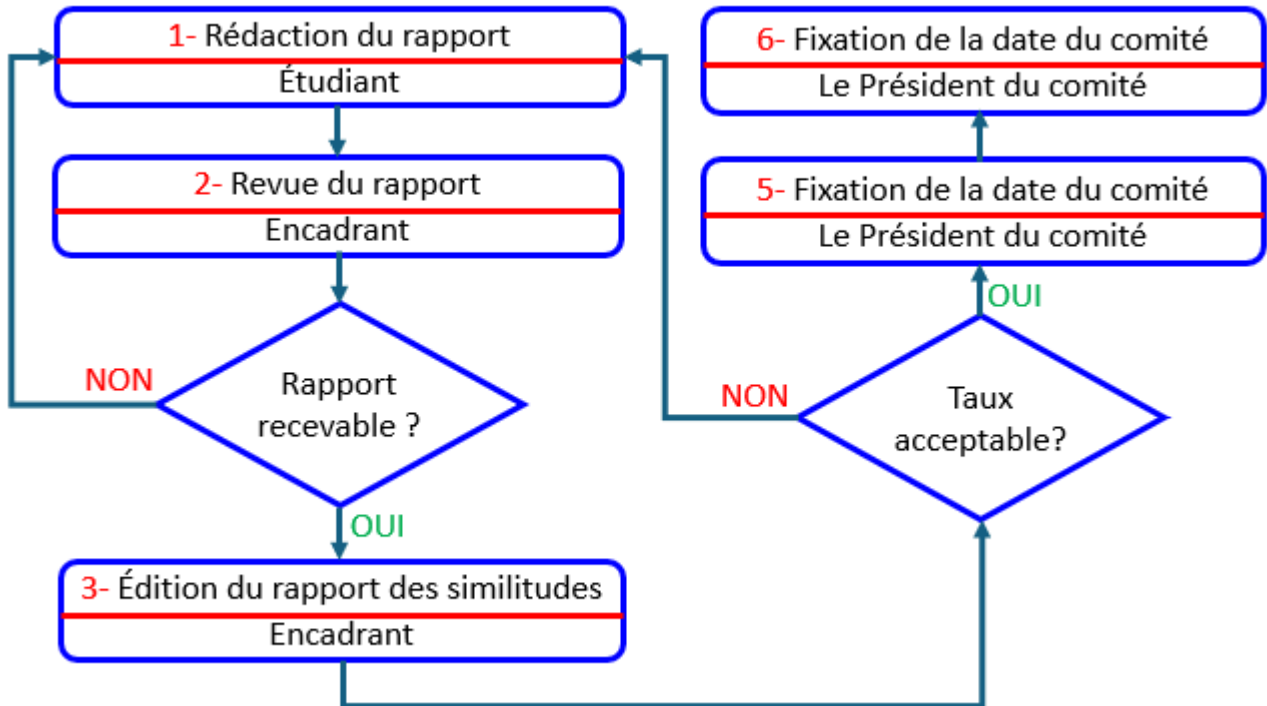 1- Rédaction du rapport
Étudiant
2- Revue du rapport
Encadrant
NON
Rapport
recevable ?
OUI
3- Édition du rapport des similitudes
Encadrant
6- Fixation de la date du comité
Le Président du comité
5- Fixation de la date du comité
Le Président du comité
OUI
NON
Taux
acceptable?